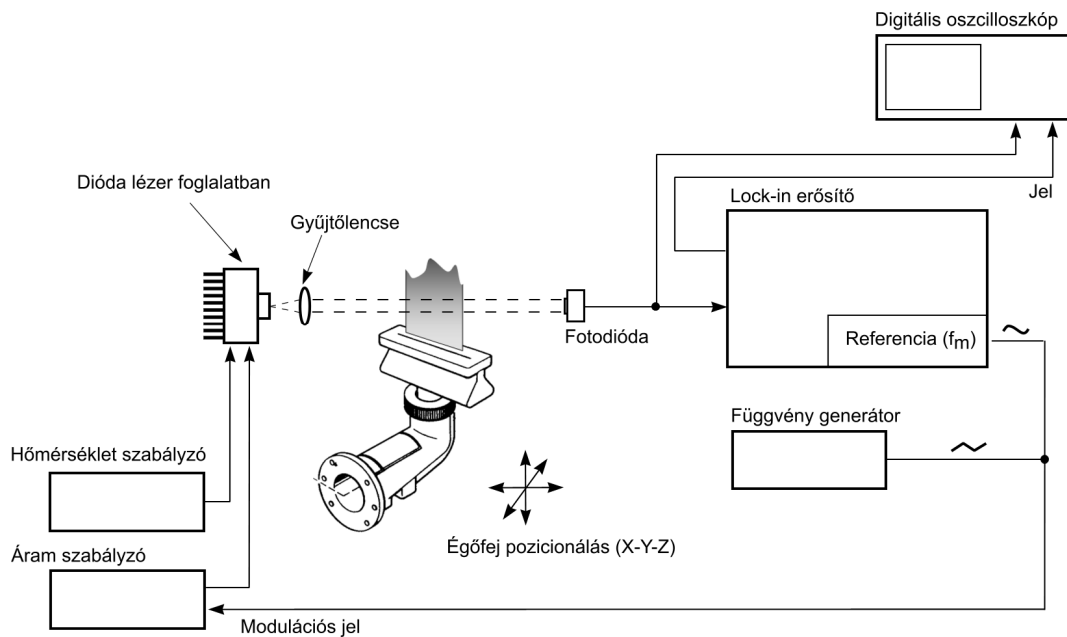 Digitális oszcilloszkóp
Dióda lézer foglalatban
Gyűjtőlencse
Jel
Lock-in erősítő
Fotodióda
Referencia (fm)
Függvény generátor
Hőmérséklet szabályzó
Égőfej pozicionálás (X-Y-Z)
Áram szabályzó
Modulációs jel